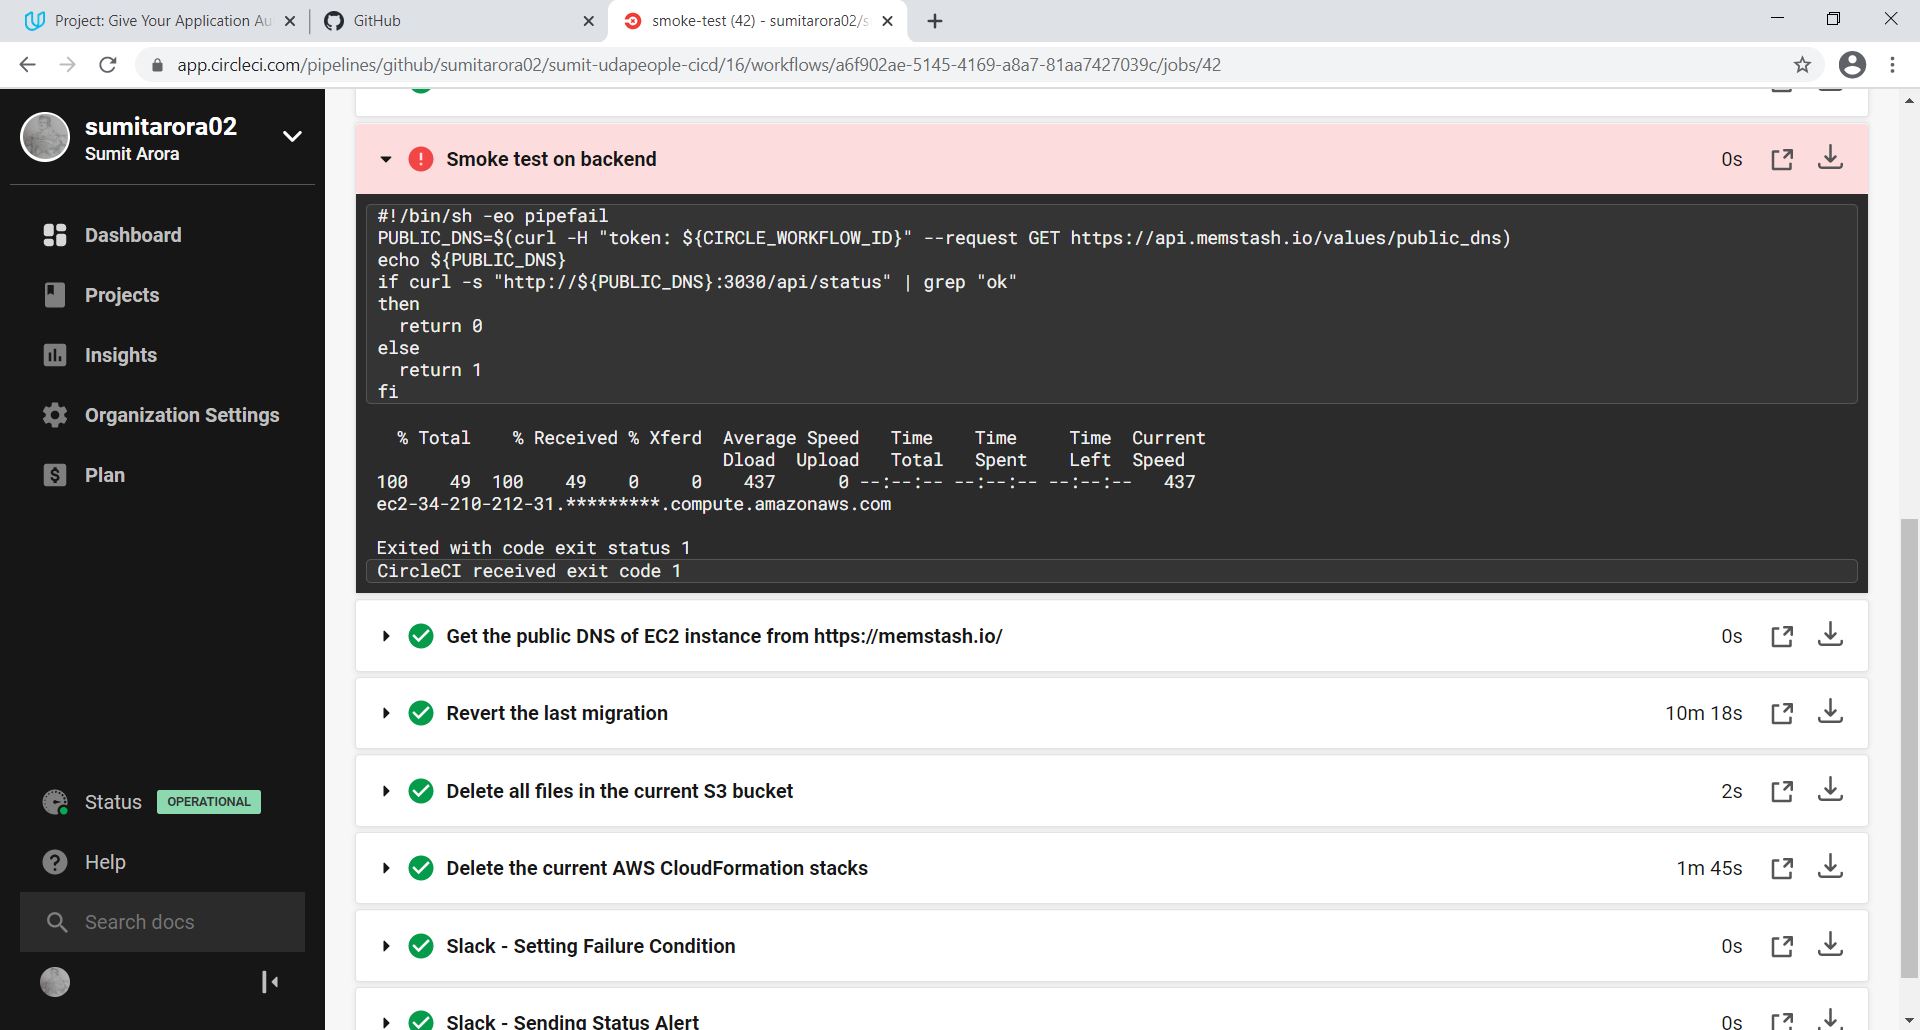 Project: Give Your Application Au
GitHub
smoke-test (42) - sumitarora02/s
app.circleci.com/pipelines/github/sumitarora02/sumit-udapeople-cicd/16/workflows/a6f902ae-5145-4169-a8a7-81aa7427039c/jobs/42
sumitarora02
Sumit Arora
Dashboard
Projects
Insights
Organization Settings
Plan
Status OPERATIONAL
Help
Search docs
Smoke test on backend 0s
#!/bin/sh -eo pipefail
PUBLIC_DNS=$(curl -H "token: ${CIRCLE_WORKFLOW_ID}" --request GET https://api.memstash.io/values/public_dns)
echo ${PUBLIC_DNS}
if curl -s "http://${PUBLIC_DNS}:3030/api/status" | grep "ok"
then
  return 0
else
  return 1
fi
% Total % Received % Xferd Average Speed Time Time Time Current
Dload Upload Total Spent Left Speed
100 49 100 49 0 0 437 0 --:--:-- --:--:-- --:--:-- 437
ec2-34-210-212-31.*********.compute.amazonaws.com
Exited with code exit status 1
CircleCI received exit code 1
Get the public DNS of EC2 instance from https://memstash.io/ 0s
Revert the last migration 10m 18s
Delete all files in the current S3 bucket 2s
Delete the current AWS CloudFormation stacks 1m 45s
Slack - Setting Failure Condition 0s
Slack - Sending Status Alert 0s